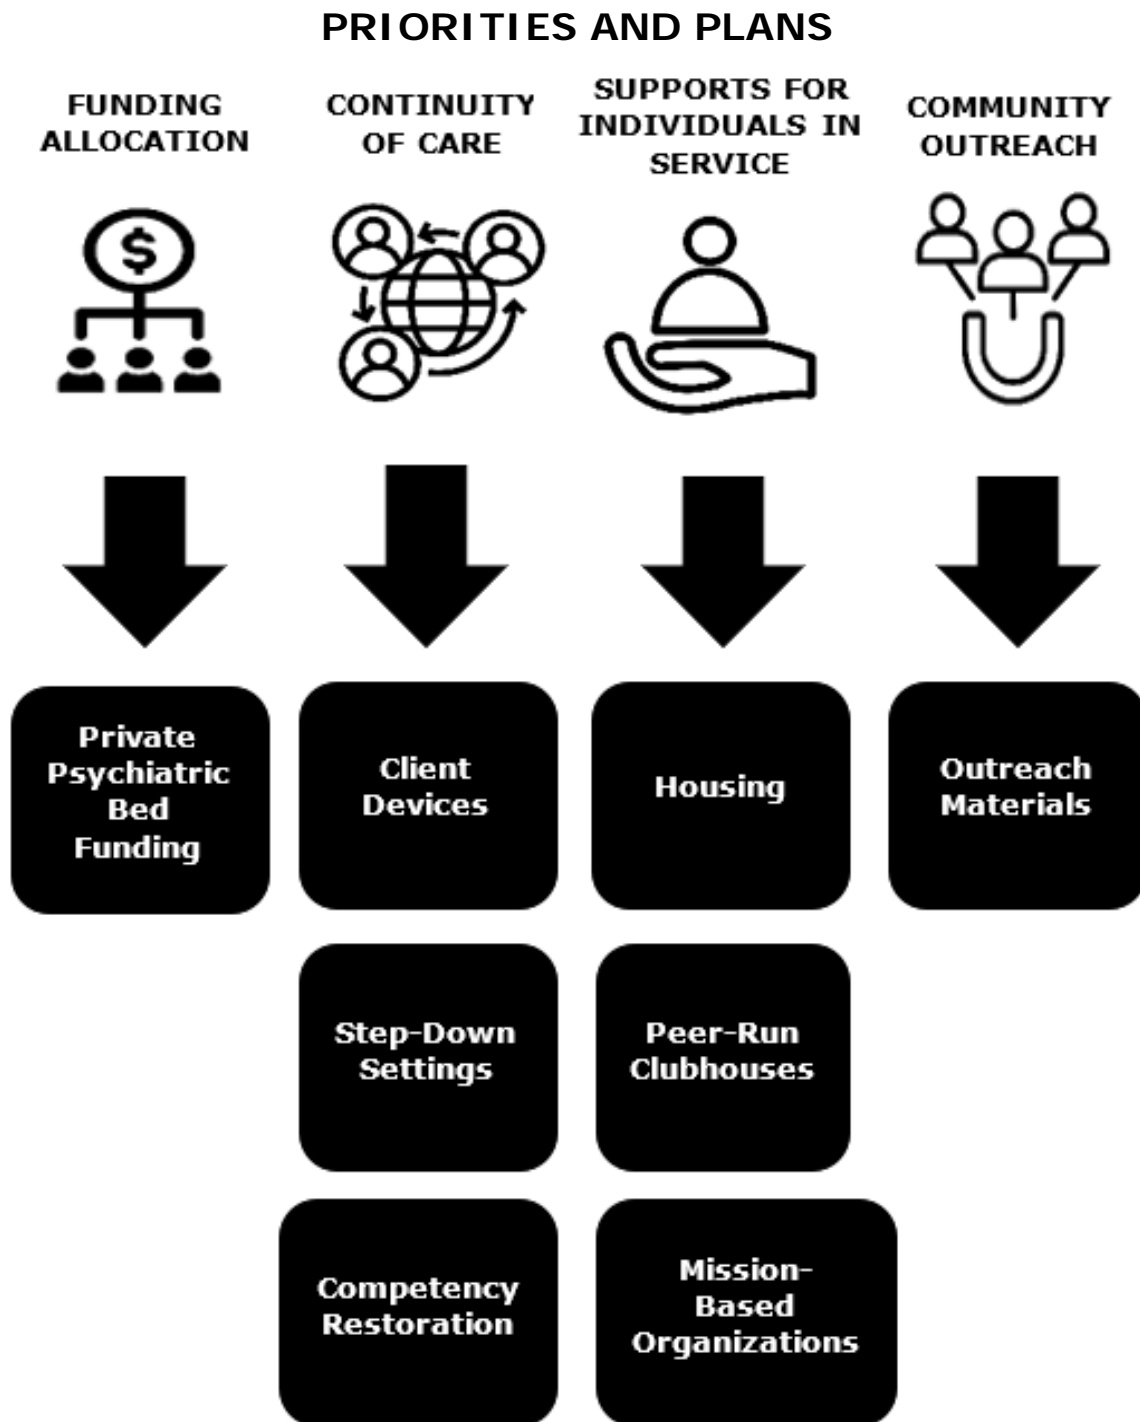 PRIORITIES AND PLANS
FUNDING
ALLOCATION
CONTINUITY
OF CARE
SUPPORTS FOR
INDIVIDUALS IN
SERVICE
COMMUNITY
OUTREACH
$
Private
Psychiatric
Bed
Funding
Client
Devices
Housing
Outreach
Materials
Step-Down
Settings
Peer-Run
Clubhouses
Competency
Restoration
Mission-
Based
Organizations